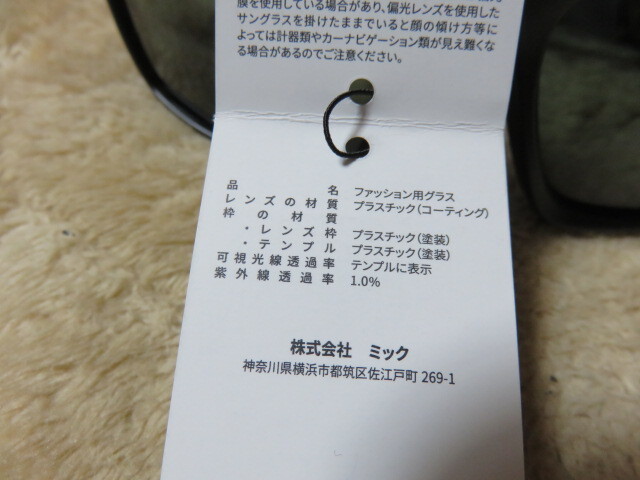 膜を使用している場合があり、偏光レンズを使用した
サングラスを掛けたままでいると顔の傾け方等に
よっては計器類やカーナビゲーション類が見え難くな
る場合があるのでご注意ください。
品名 ファッション用グラス
レンズの材質 プラスチック(コーティング)
枠の材質
・レンズ枠 プラスチック(塗装)
・テンプル プラスチック(塗装)
可視光線透過率 テンプルに表示
紫外線透過率 1.0%
株式会社 ミック
神奈川県横浜市都筑区佐江戸町 269-1